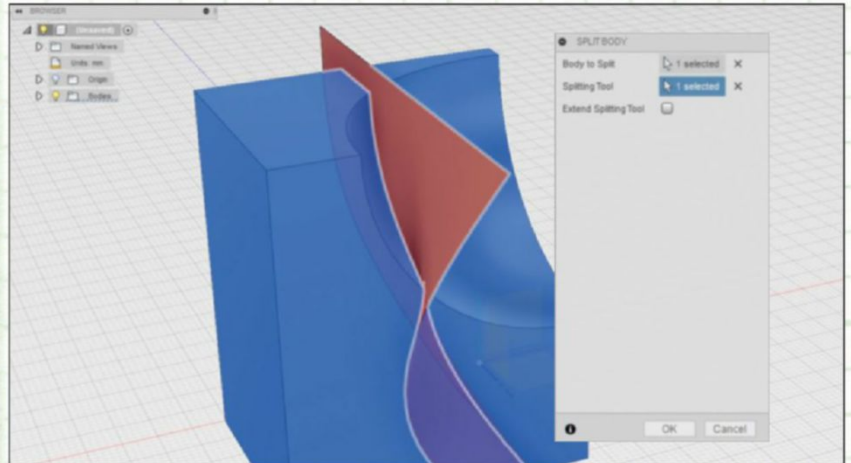 BROWSER
(Unsaved)
Named Views
Units: mm
Origin
Bodies
SPLIT BODY
Body to Split 1 selected
Splitting Tool 1 selected
Extend Splitting Tool
OK Cancel